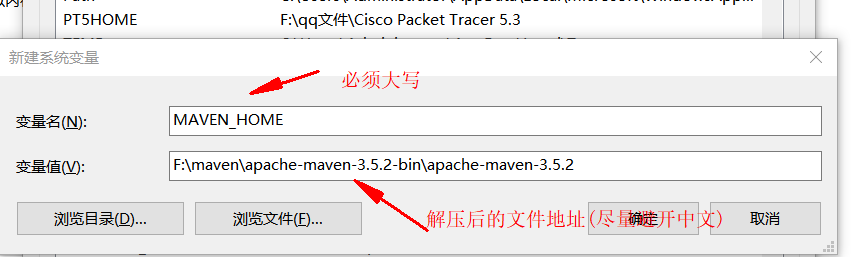 PT5HOME F:\qq文件\Cisco Packet Tracer 5.3
新建系统变量
必须大写
变量名(N): MAVEN_HOME
变量值(V): F:\maven\apache-maven-3.5.2-bin\apache-maven-3.5.2
解压后的文件地址(尽量避开中文)
浏览目录(D)... 浏览文件(F)... 确定 取消